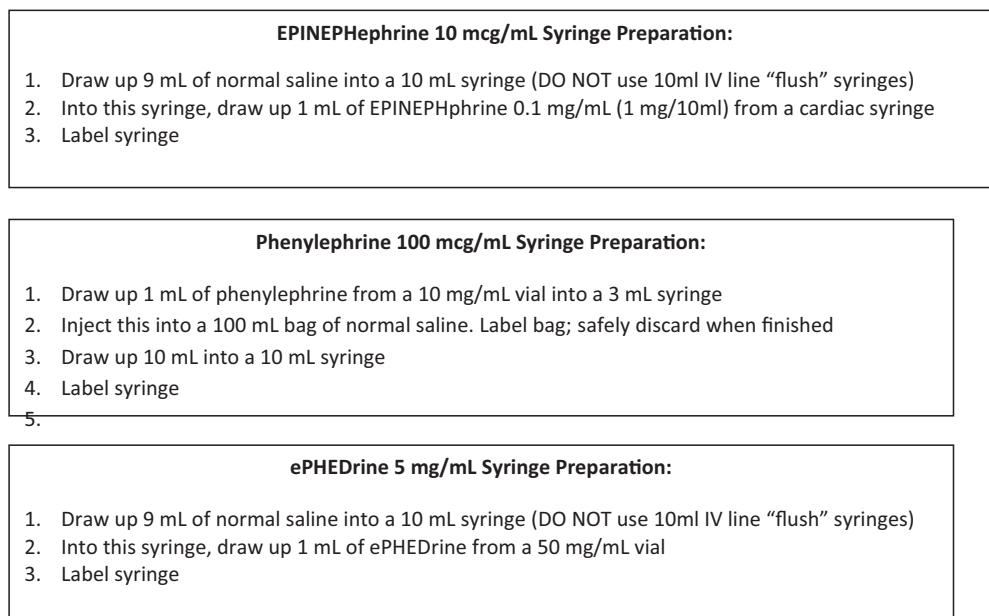 EPINEPHephrine 10 mcg/mL Syringe Preparation:
1. Draw up 9 mL of normal saline into a 10 mL syringe (DO NOT use 10ml IV line “flush” syringes)
2. Into this syringe, draw up 1 mL of EPINEPHphrine 0.1 mg/mL (1 mg/10ml) from a cardiac syringe
3. Label syringe
Phenylephrine 100 mcg/mL Syringe Preparation:
1. Draw up 1 mL of phenylephrine from a 10 mg/mL vial into a 3 mL syringe
2. Inject this into a 100 mL bag of normal saline. Label bag; safely discard when finished
3. Draw up 10 mL into a 10 mL syringe
4. Label syringe
5.
ePHEDrine 5 mg/mL Syringe Preparation:
1. Draw up 9 mL of normal saline into a 10 mL syringe (DO NOT use 10ml IV line “flush” syringes)
2. Into this syringe, draw up 1 mL of ePHEDrine from a 50 mg/mL vial
3. Label syringe